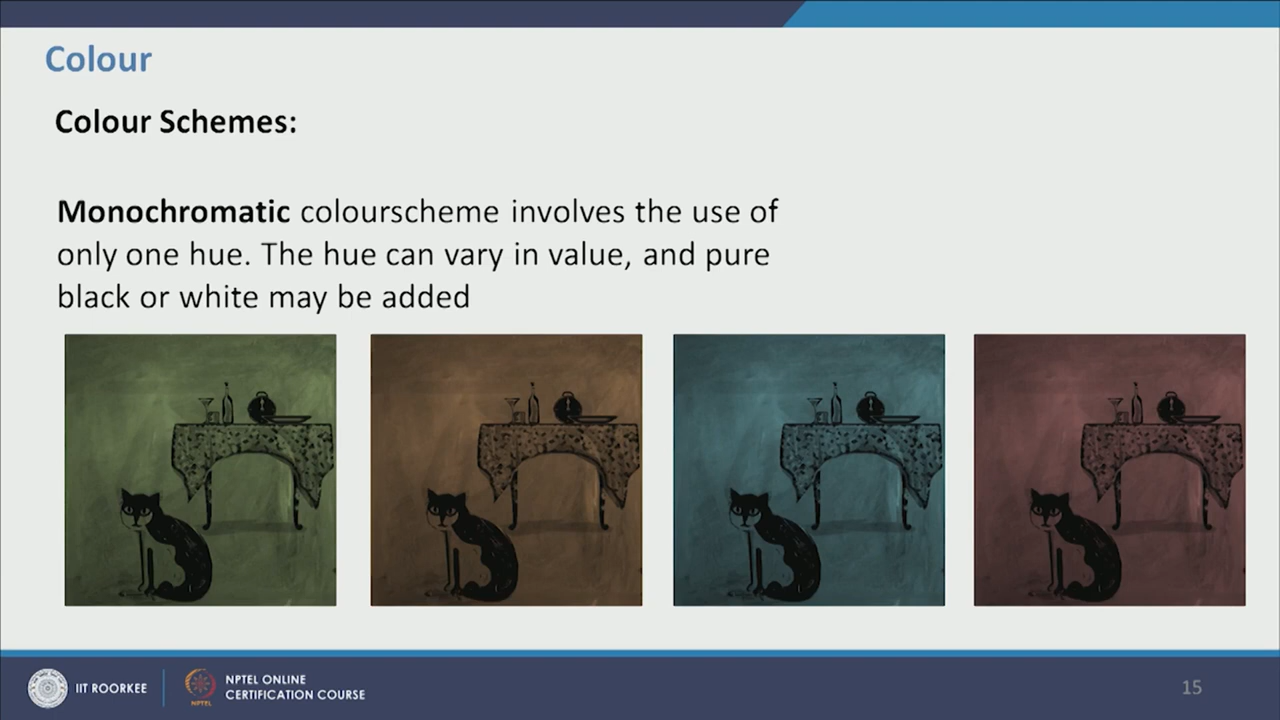 Colour
Colour Schemes:
Monochromatic colourscheme involves the use of
only one hue. The hue can vary in value, and pure
black or white may be added
IIT ROORKEE
NPTEL
NPTEL ONLINE
CERTIFICATION COURSE
15